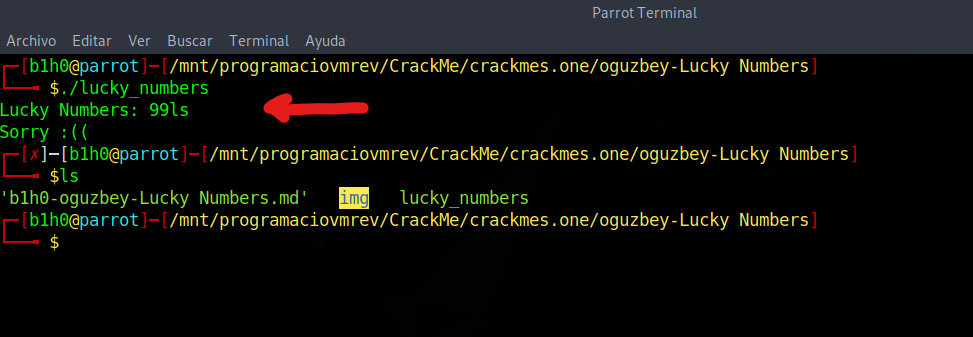 Parrot Terminal
Archivo Editar Ver Buscar Terminal Ayuda
┌─[b1h0@parrot]─[/mnt/programaciovmrev/CrackMe/crackmes.one/oguzbey-Lucky Numbers]
└──╼ $./lucky_numbers
Lucky Numbers: 99ls
Sorry :((
┌─[✗]─[b1h0@parrot]─[/mnt/programaciovmrev/CrackMe/crackmes.one/oguzbey-Lucky Numbers]
└──╼ $ls
'b1h0-oguzbey-Lucky Numbers.md' img lucky_numbers
┌─[b1h0@parrot]─[/mnt/programaciovmrev/CrackMe/crackmes.one/oguzbey-Lucky Numbers]
└──╼ $